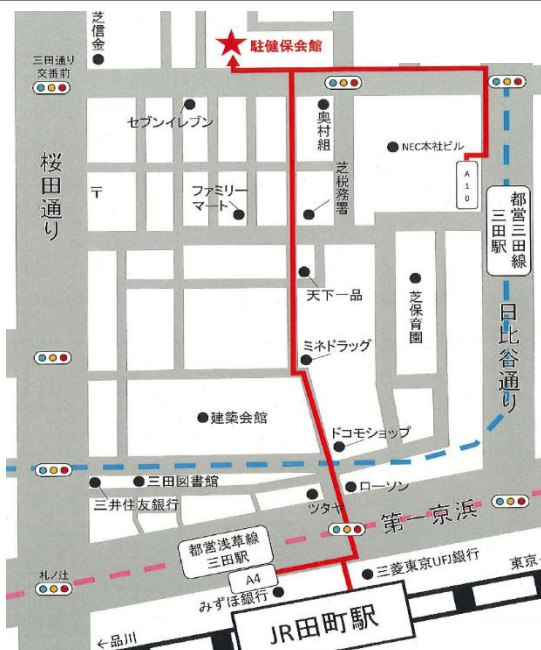 芝信金
駐健保会館
三田通り
交番前
セブンイレブン
奥村組
NEC本社ビル
A10
桜田通り
〒
ファミリー
マート
芝税務署
都営三田線
三田駅
天下一品
芝保育園
日比谷通り
ミネドラッグ
建築会館
ドコモショップ
三田図書館
三井住友銀行
ローソン
ツタヤ
第一京浜
都営浅草線
三田駅
A4
三菱東京UFJ銀行
東京
札ノ辻
みずほ銀行
JR田町駅
←品川